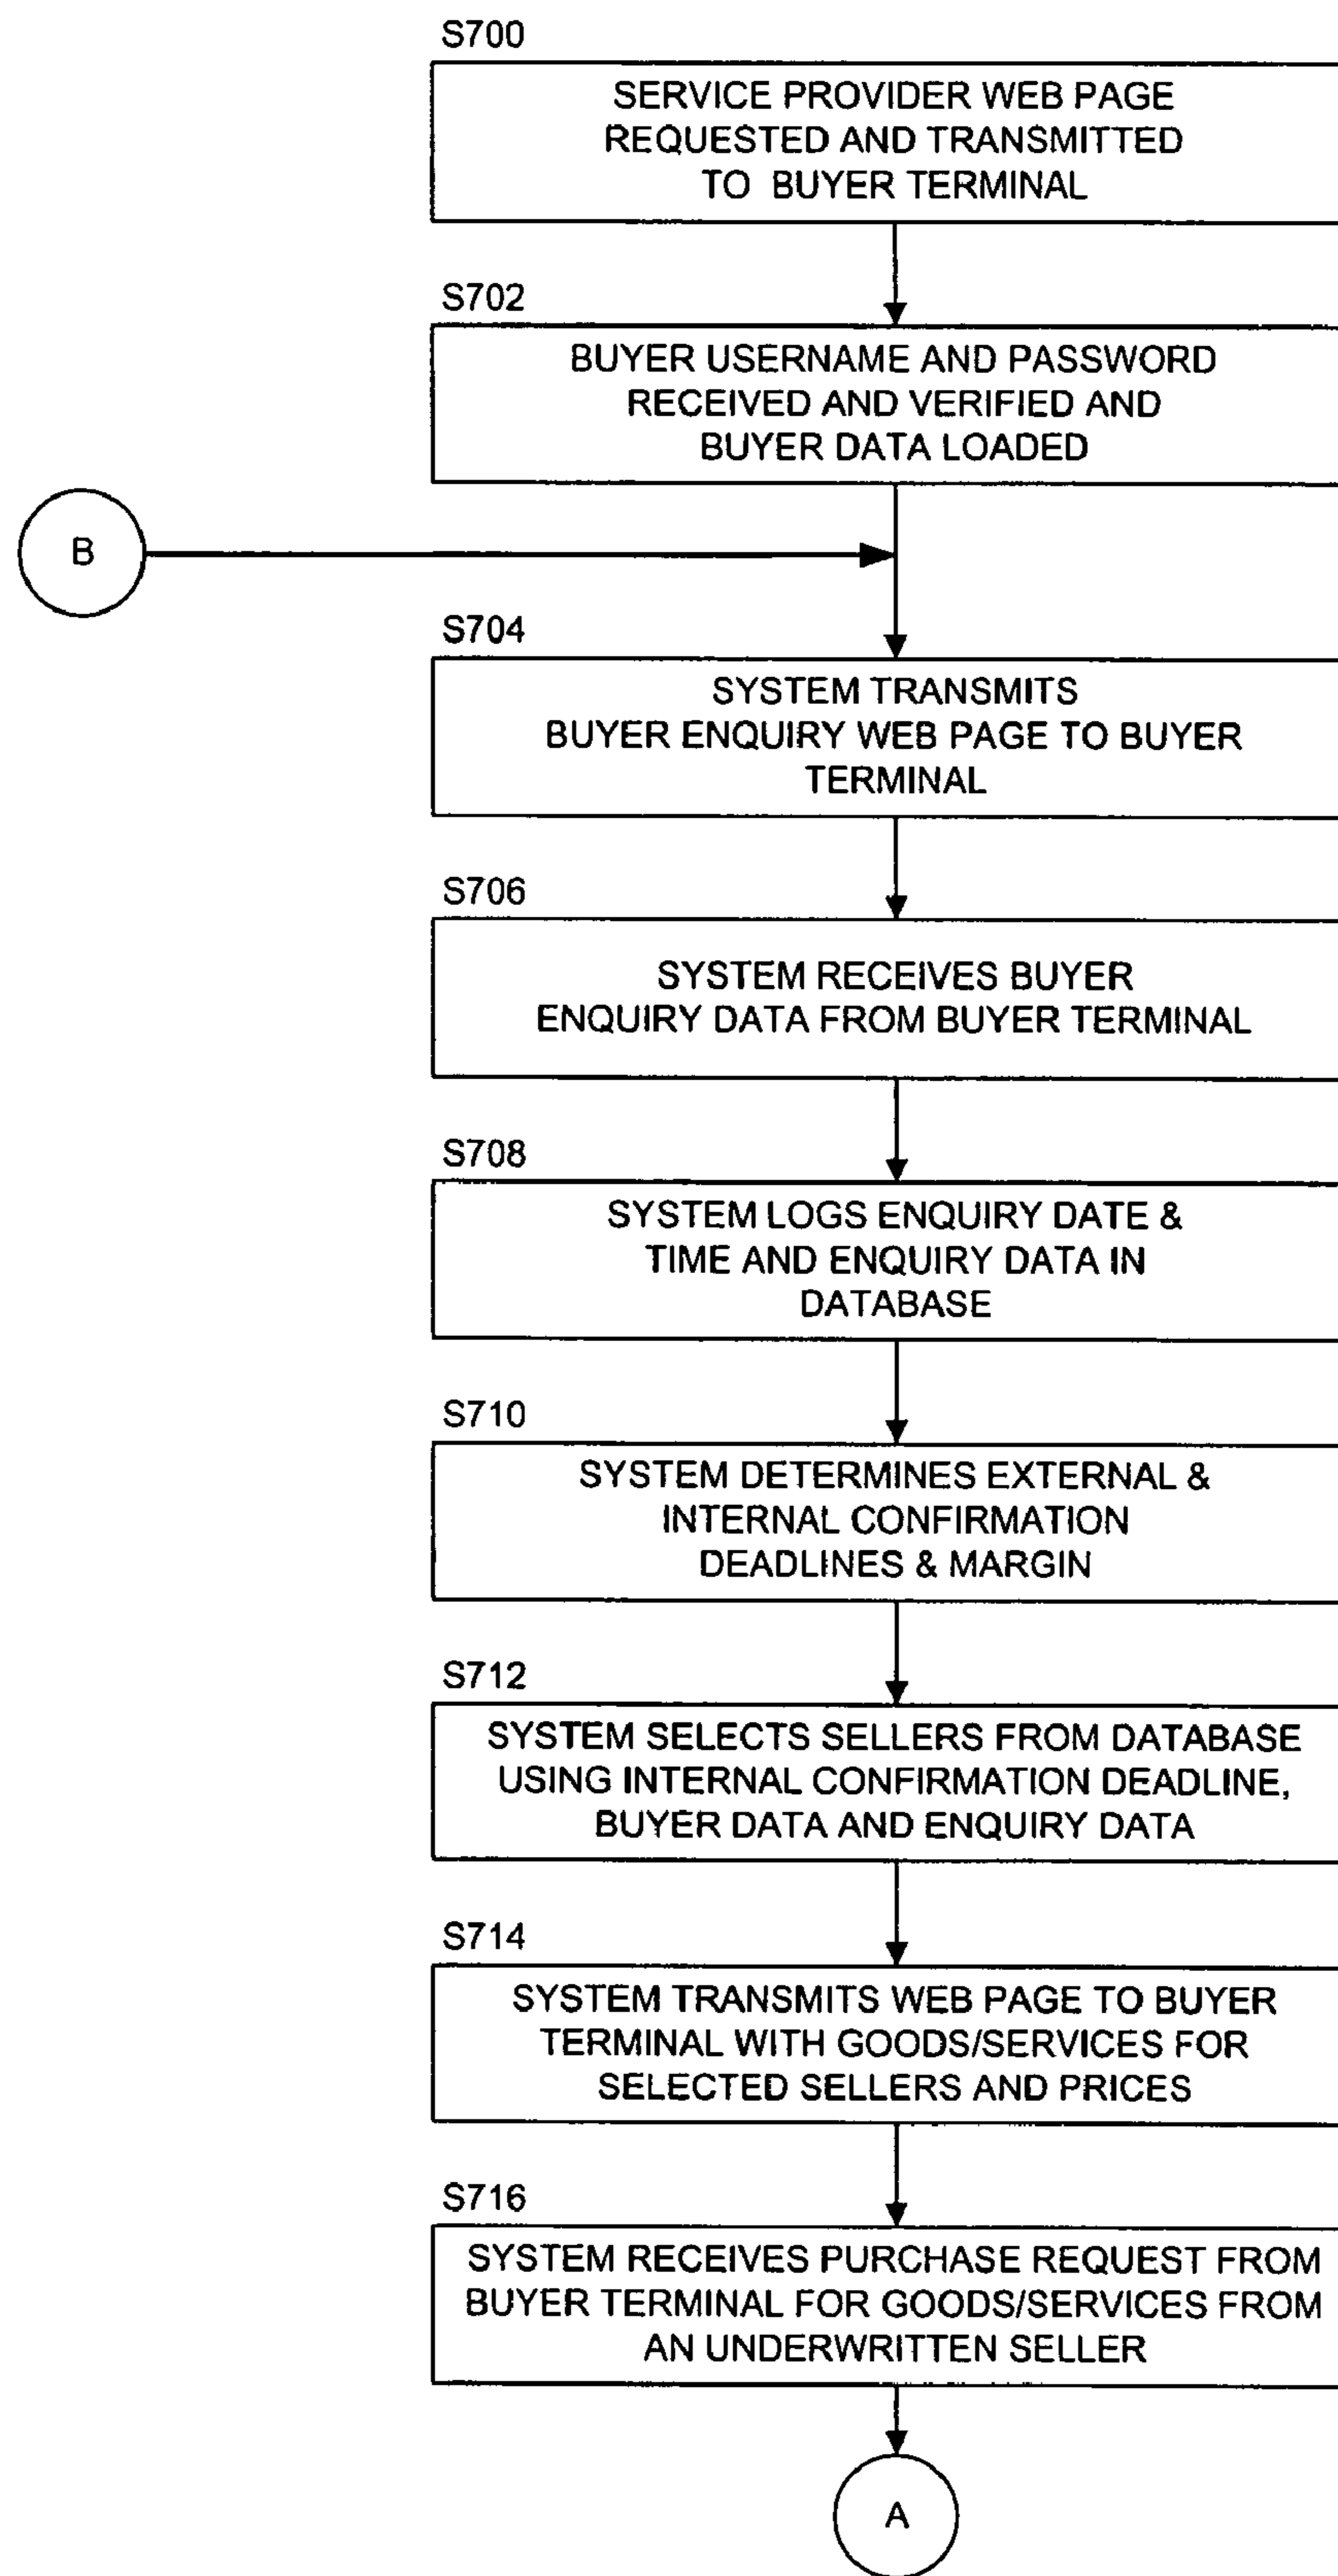 S700
SERVICE PROVIDER WEB PAGE
REQUESTED AND TRANSMITTED
TO BUYER TERMINAL
S702
BUYER USERNAME AND PASSWORD
RECEIVED AND VERIFIED AND
BUYER DATA LOADED
B
S704
SYSTEM TRANSMITS
BUYER ENQUIRY WEB PAGE TO BUYER
TERMINAL
S706
SYSTEM RECEIVES BUYER
ENQUIRY DATA FROM BUYER TERMINAL
S708
SYSTEM LOGS ENQUIRY DATE &
TIME AND ENQUIRY DATA IN
DATABASE
S710
SYSTEM DETERMINES EXTERNAL &
INTERNAL CONFIRMATION
DEADLINES & MARGIN
S712
SYSTEM SELECTS SELLERS FROM DATABASE
USING INTERNAL CONFIRMATION DEADLINE,
BUYER DATA AND ENQUIRY DATA
S714
SYSTEM TRANSMITS WEB PAGE TO BUYER
TERMINAL WITH GOODS/SERVICES FOR
SELECTED SELLERS AND PRICES
S716
SYSTEM RECEIVES PURCHASE REQUEST FROM
BUYER TERMINAL FOR GOODS/SERVICES FROM
AN UNDERWRITTEN SELLER
A